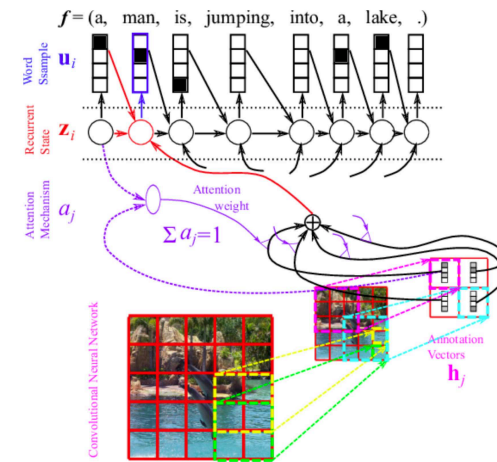 f = (a, man, is, jumping, into, a, lake, .)
Word
Ssample
u_i
Recurrent
State
z_i
Attention
Mechanism
a_j
Attention
weight
∑ a_j=1
Convolutional Neural Network
Annotation
Vectors
h_j